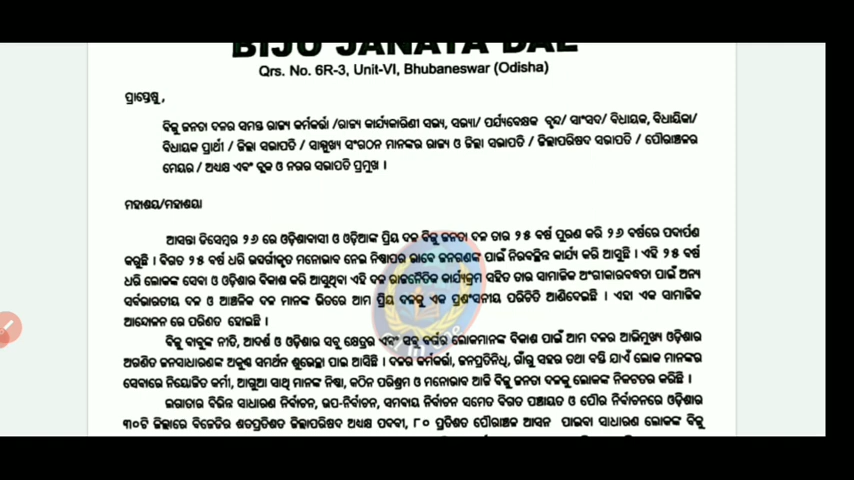 BIJU JANATA DAL
Qrs. No. 6R-3, Unit-VI, Bhubaneswar (Odisha)
ପ୍ରାପ୍ତେଷୁ,
ବିଜୁ ଜନତା ଦଳର ସମସ୍ତ ରାଜ୍ୟ କର୍ମକର୍ତ୍ତା /ରାଜ୍ୟ କାର୍ଯ୍ୟକାରିଣୀ ସଭ୍ୟ, ସଭ୍ୟା/ ପର୍ଯ୍ୟବେକ୍ଷକ ବୃନ୍ଦ/ ସାଂସଦ/ ବିଧାୟକ, ବିଧାୟିକା/
ବିଧାୟକ ପ୍ରାର୍ଥୀ / ଜିଲ୍ଲା ସଭାପତି / ସାମ୍ମୁଖ୍ୟ ସଂଗଠନ ମାନଙ୍କର ରାଜ୍ୟ ଓ ଜିଲ୍ଲା ସଭାପତି / ଜିଲ୍ଲାପରିଷଦ ସଭାପତି / ପୌରାଞ୍ଚଳର
ମେୟର / ଅଧ୍ୟକ୍ଷ ଏବଂ ବ୍ଲକ ଓ ନଗର ସଭାପତି ପ୍ରମୁଖ ।
ମହାଶୟ/ମହାଶୟା
ଆସନ୍ତା ଡିସେମ୍ବର ୨୬ ରେ ଓଡ଼ିଶାବାସୀ ଓ ଓଡ଼ିଆଙ୍କ ପ୍ରିୟ ଦଳ ବିଜୁ ଜନତା ଦଳ ତାର ୨୫ ବର୍ଷ ପୁରଣ କରି ୨୬ ବର୍ଷରେ ପଦାର୍ପଣ
କରୁଛି । ବିଗତ ୨୫ ବର୍ଷ ଧରି ଉତ୍ସର୍ଗୀକୃତ ମନୋଭାବ ନେଇ ନିଷ୍ଠାପର ଭାବେ ଜନଗଣଙ୍କ ପାଇଁ ନିରବଚ୍ଛିନ୍ନ କାର୍ଯ୍ୟ କରି ଆସୁଛି । ଏହି ୨୫ ବର୍ଷ
ଧରି ଲୋକଙ୍କ ସେବା ଓ ଓଡ଼ିଶାର ବିକାଶ କରି ଆସୁଥିବା ଏହି ଦଳ ରାଜନୈତିକ କାର୍ଯ୍ୟକ୍ରମ ସହିତ ତାର ସାମାଜିକ ଅଂଗୀକାରବଦ୍ଧତା ପାଇଁ ଅନ୍ୟ
ସର୍ବଭାରତୀୟ ଦଳ ଓ ଆଞ୍ଚଳିକ ଦଳ ମାନଙ୍କ ଭିତରେ ଆମ ପ୍ରିୟ ଦଳକୁ ଏକ ପ୍ରଶଂସନୀୟ ପରିଚିତି ଆଣିଦେଇଛି । ଏହା ଏକ ସାମାଜିକ
ଆନ୍ଦୋଳନ ରେ ପରିଣତ ହୋଇଛି ।
ବିଜୁ ବାବୁଙ୍କ ନୀତି, ଆଦର୍ଶ ଓ ଓଡ଼ିଶାର ସବୁ କ୍ଷେତ୍ରର ଏବଂ ସବୁ ବର୍ଗର ଲୋକମାନଙ୍କ ବିକାଶ ପାଇଁ ଆମ ଦଳର ଆଭିମୁଖ୍ୟ ଓଡ଼ିଶାର
ଅଗଣିତ ଜନସାଧାରଣଙ୍କ ଅକୁଣ୍ଠ ସମର୍ଥନ ଶୁଭେଚ୍ଛା ପାଇ ଆସିଛି । ଦଳର କର୍ମକର୍ତ୍ତା, ଜନପ୍ରତିନିଧି, ଗାଁରୁ ସହର ତଥା ବସ୍ତି ଯାଏଁ ଲୋକ ମାନଙ୍କର
ସେବାରେ ନିୟୋଜିତ କର୍ମୀ, ଆଗୁଆ ସାଥି ମାନଙ୍କ ନିଷ୍ଠା, କଠିନ ପରିଶ୍ରମ ଓ ମନୋଭାବ ଆଜି ବିଜୁ ଜନତା ଦଳକୁ ଲୋକଙ୍କ ନିକଟତର କରିଛି ।
ଲଗାତାର ବିଭିନ୍ନ ସାଧାରଣ ନିର୍ବାଚନ, ଉପ-ନିର୍ବାଚନ, ସମବାୟ ନିର୍ବାଚନ ସମେତ ବିଗତ ପଞ୍ଚାୟତ ଓ ପୌର ନିର୍ବାଚନରେ ଓଡ଼ିଶାର
୩୦ଟି ଜିଲ୍ଲାରେ ବିଜେଡିର ଶତପ୍ରତିଶତ ଜିଲ୍ଲାପରିଷଦ ଅଧ୍ୟକ୍ଷ ପଦବୀ, ୮୦ ପ୍ରତିଶତ ପୌରାଞ୍ଚଳ ଆସନ ପାଇବା ସାଧାରଣ ଲୋକଙ୍କ ବିଜୁ